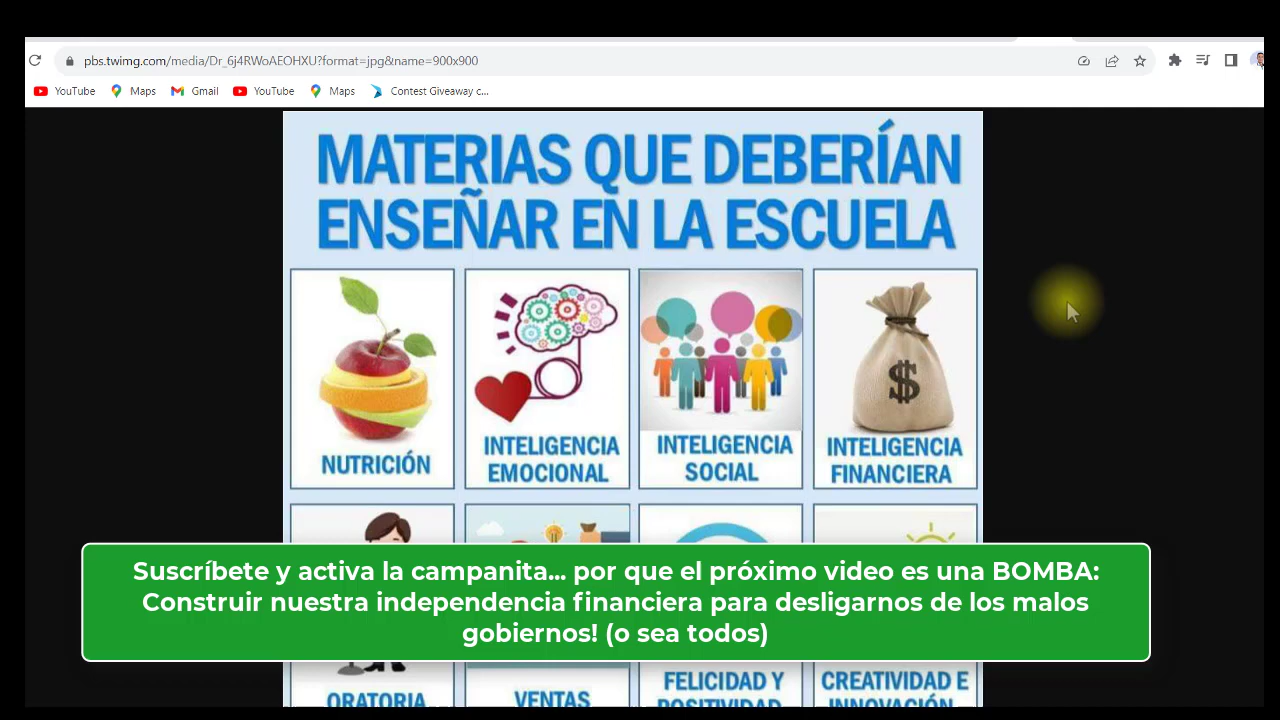 pbs.twimg.com/media/Dr_6j4RWoAEOHXU?format=jpg&name=900x900
YouTube Maps Gmail YouTube Maps Contest Giveaway c...
MATERIAS QUE DEBERÍAN
ENSEÑAR EN LA ESCUELA
NUTRICIÓN
INTELIGENCIA
EMOCIONAL
INTELIGENCIA
SOCIAL
$
INTELIGENCIA
FINANCIERA
Suscríbete y activa la campanita... por que el próximo video es una BOMBA:
Construir nuestra independencia financiera para desligarnos de los malos
gobiernos! (o sea todos)
ORATORIA
VENTAS
FELICIDAD Y
POSITIVIDAD
CREATIVIDAD E
INNOVACIÓN